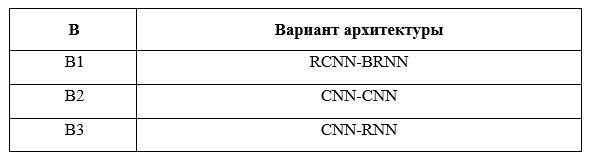 В Вариант архитектуры
В1 RCNN-BRNN
В2 CNN-CNN
В3 CNN-RNN